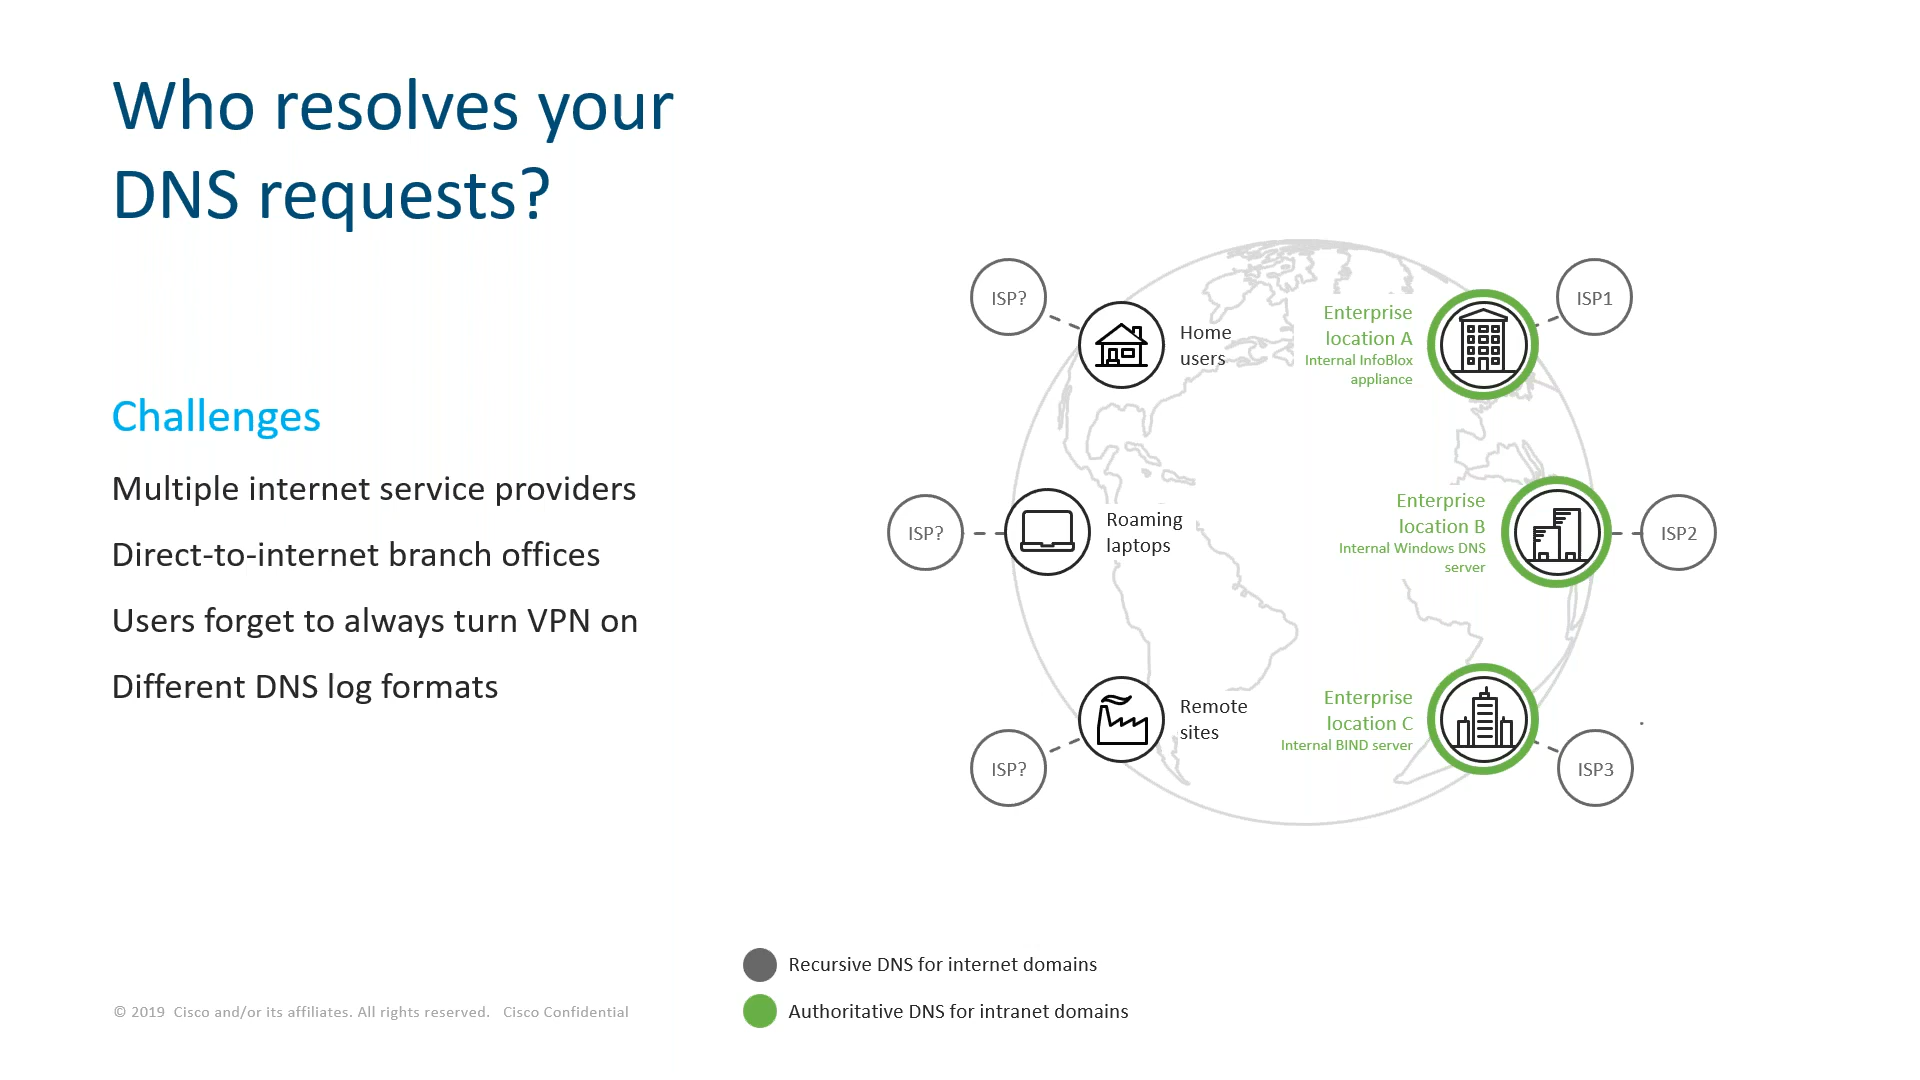 Who resolves your
DNS requests?
Challenges
Multiple internet service providers
Direct-to-internet branch offices
Users forget to always turn VPN on
Different DNS log formats
ISP?
Home
users
ISP?
Roaming
laptops
ISP?
Remote
sites
Enterprise
location A
Internal InfoBlox
appliance
ISP1
Enterprise
location B
Internal Windows DNS
server
ISP2
Enterprise
location C
Internal BIND server
ISP3
Recursive DNS for internet domains
Authoritative DNS for intranet domains
© 2019 Cisco and/or its affiliates. All rights reserved. Cisco Confidential